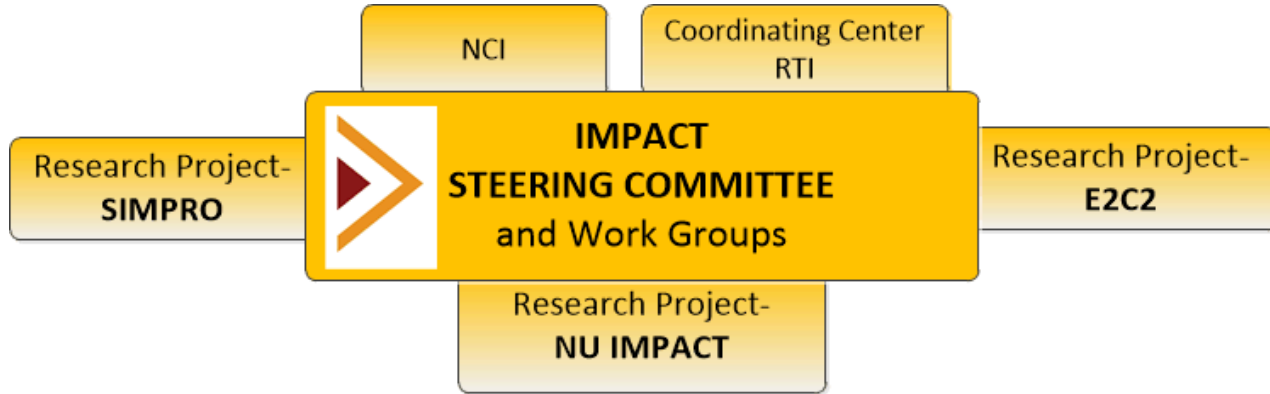 NCI
Coordinating Center
RTI
IMPACT
STEERING COMMITTEE
and Work Groups
Research Project-
SIMPRO
Research Project-
E2C2
Research Project-
NU IMPACT